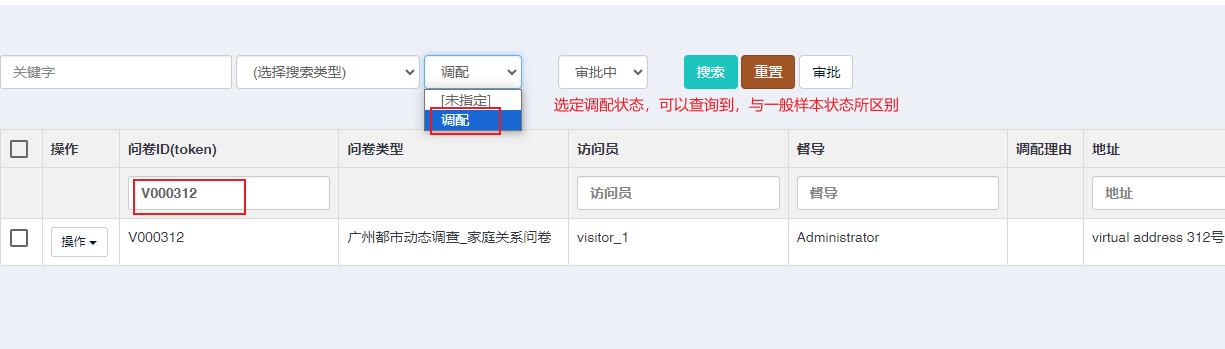 关键字 (选择搜索类型) 调配 审批中 搜索 重置 审批
[未指定]
调配
选定调配状态，可以查询到，与一般样本状态所区别
操作 问卷ID(token) 问卷类型 访问员 督导 调配理由 地址
V000312 访问员 督导 地址
操作 V000312 广州都市动态调查_家庭关系问卷 visitor_1 Administrator virtual address 312号